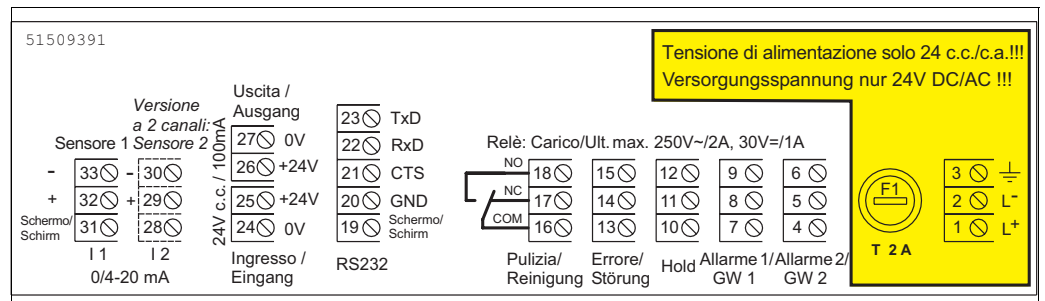 51509391
Tensione di alimentazione solo 24 c.c./c.a.!!!
Versorgungsspannung nur 24V DC/AC !!!
Uscita /
Ausgang
Versione
a 2 canali:
Sensore 1 Sensore 2
24V c.c. / 100mA
27 0V
26 +24V
25 +24V
24 0V
Ingresso /
Eingang
- 33 - 30
+ 32 + 29
Schermo/
Schirm
31 28
I 1 I 2
0/4-20 mA
23 TxD
22 RxD
21 CTS
20 GND
19 Schermo/
Schirm
RS232
Relè: Carico/Ult. max. 250V~/2A, 30V=/1A
NO 18 15 12 9 6
NC 17 14 11 8 5
COM 16 13 10 7 4
Pulizia/
Reinigung
Errore/
Störung
Hold
Allarme 1/
GW 1
Allarme 2/
GW 2
F1
T 2 A
3
2 L-
1 L+